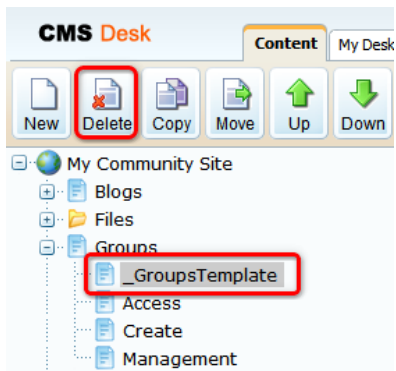 CMS Desk
Content My Desk
New Delete Copy Move Up Down
My Community Site
Blogs
Files
Groups
_GroupsTemplate
Access
Create
Management